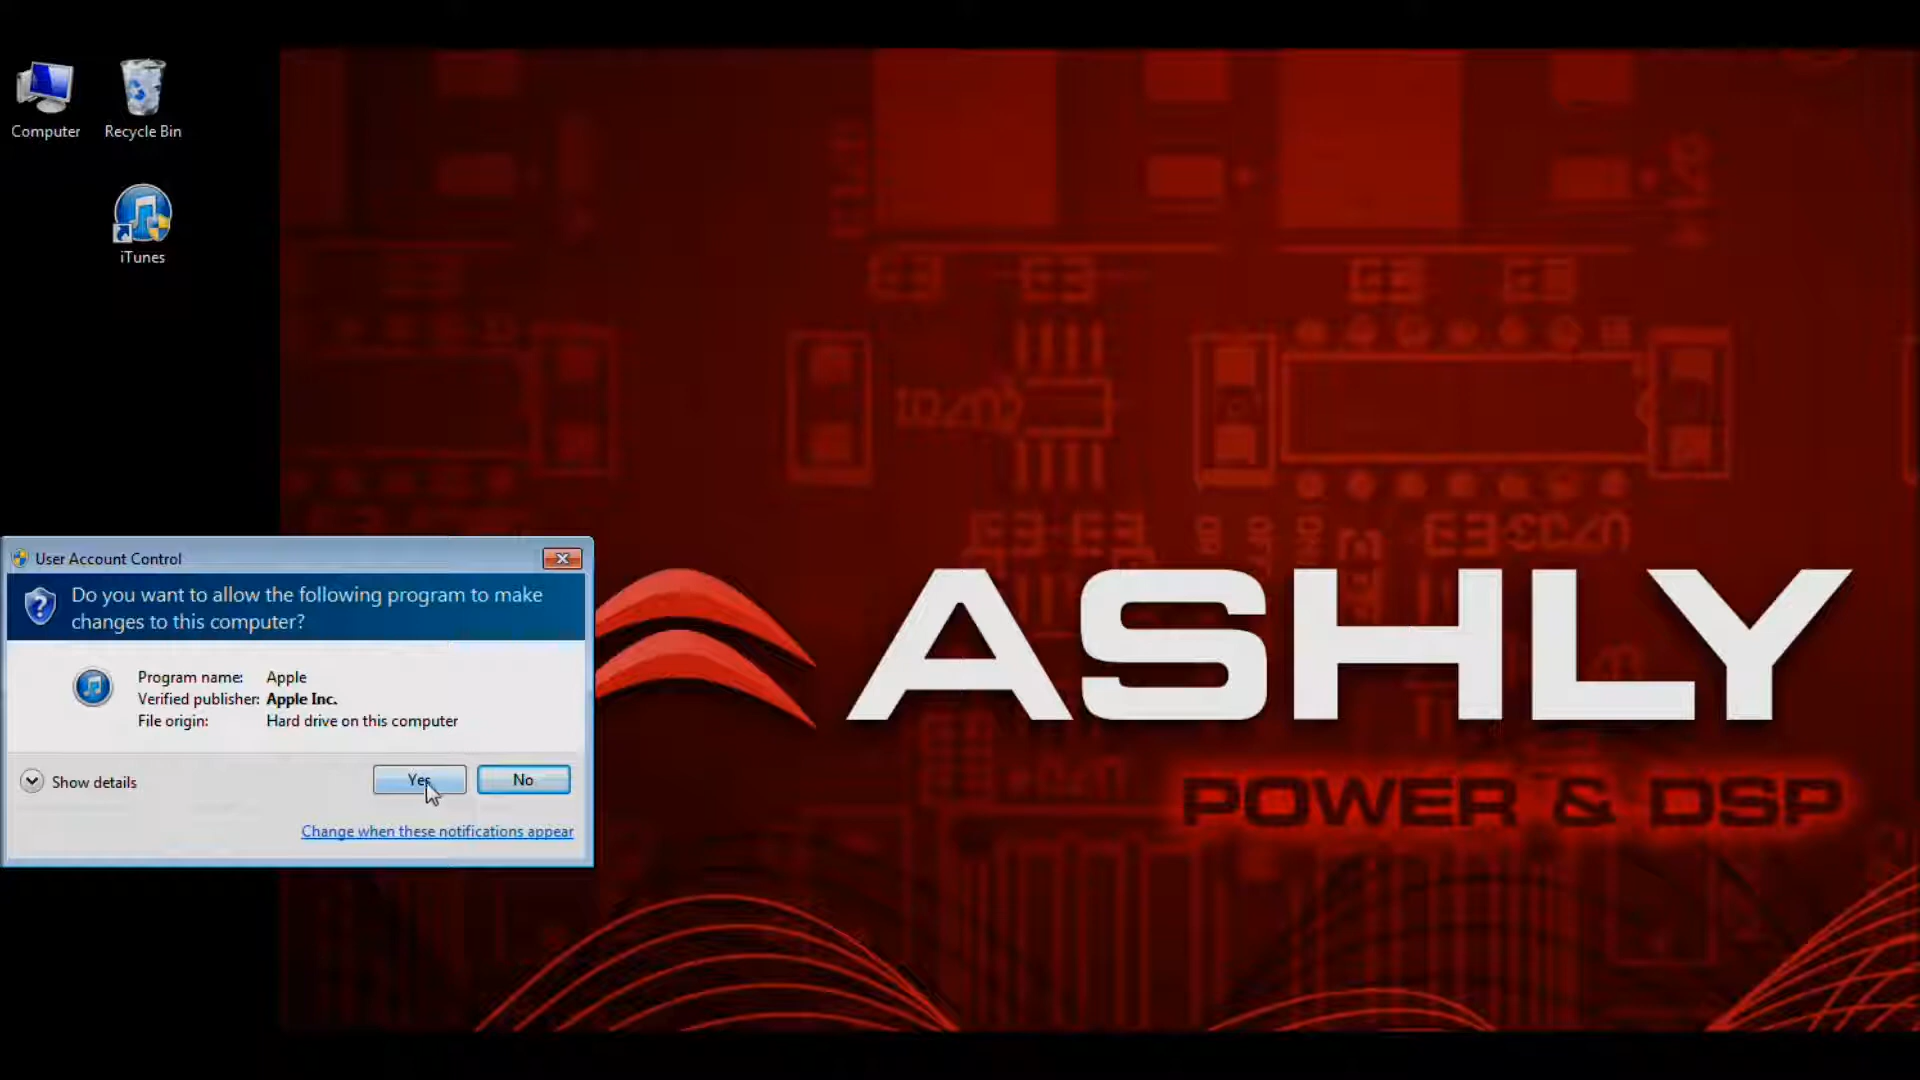 Computer
Recycle Bin
iTunes
User Account Control
Do you want to allow the following program to make
changes to this computer?
Program name: Apple
Verified publisher: Apple Inc.
File origin: Hard drive on this computer
Show details
Yes
No
Change when these notifications appear
ASHLY
POWER & DSP